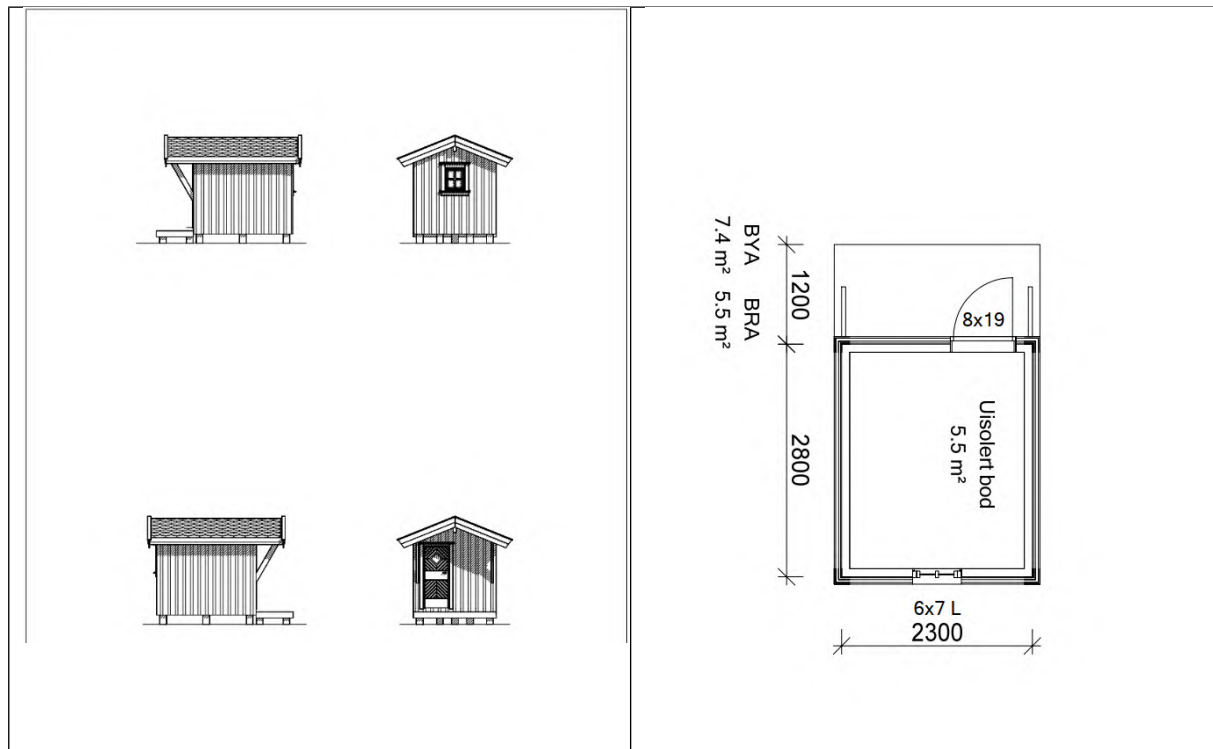 BYA BRA
7.4 m² 5.5 m²
1200
8x19
2800
Uisolert bod
5.5 m²
6x7 L
2300